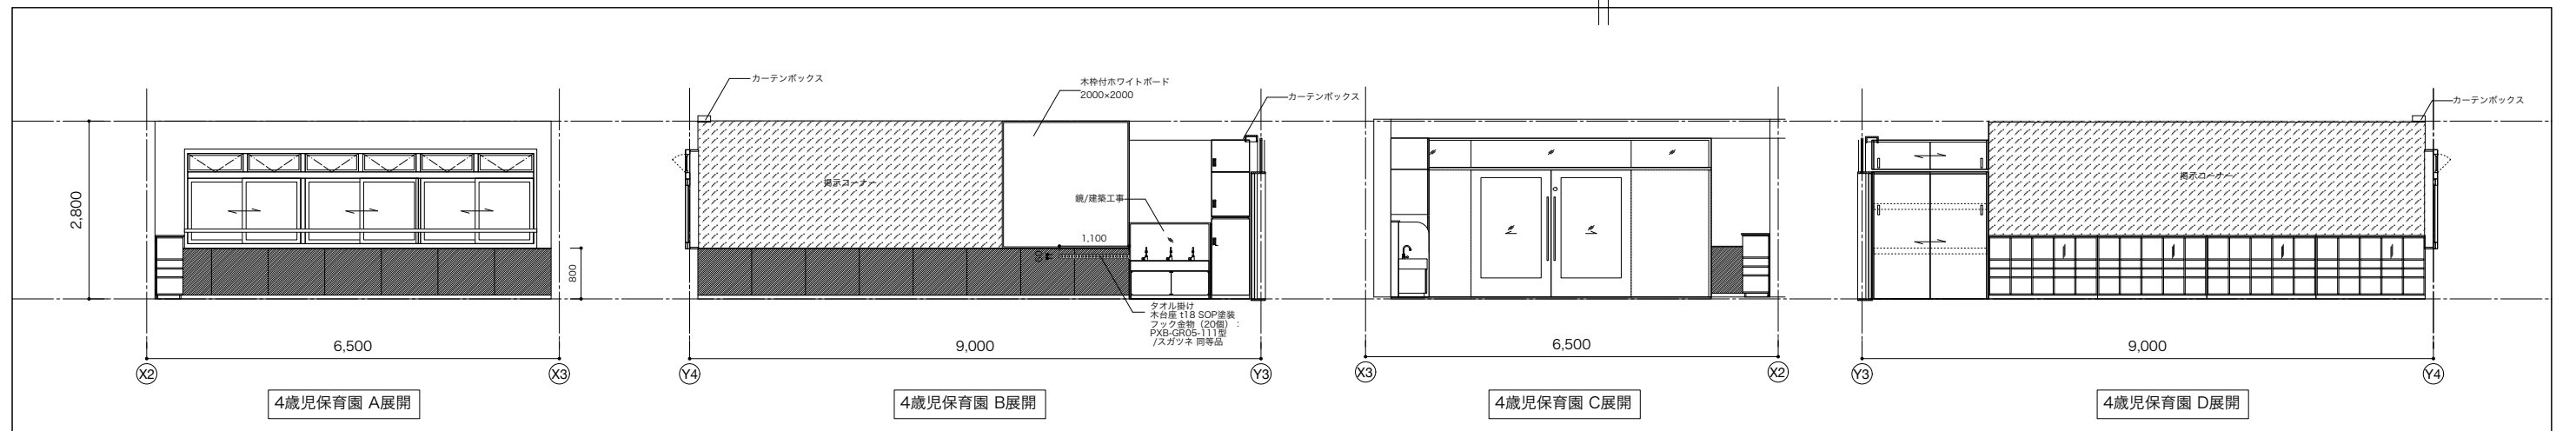 カーテンボックス
木枠付ホワイトボード
2000×2000
カーテンボックス
カーテンボックス
2,800
掲示コーナー
掲示コーナー
鏡/建築工事
1,100
60
800
タオル掛け
木台座 t18 SOP塗装
フック金物（20個）：
PXB-GR05-111型
/スガツネ 同等品
6,500
9,000
6,500
9,000
X2
X3
Y4
Y3
X3
X2
Y3
Y4
4歳児保育園 A展開
4歳児保育園 B展開
4歳児保育園 C展開
4歳児保育園 D展開